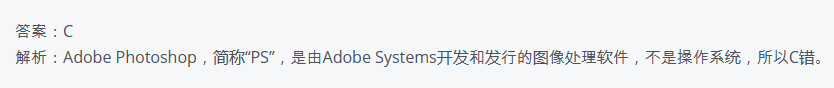 答案：C
解析：Adobe Photoshop，简称“PS”，是由Adobe Systems开发和发行的图像处理软件，不是操作系统，所以C错。